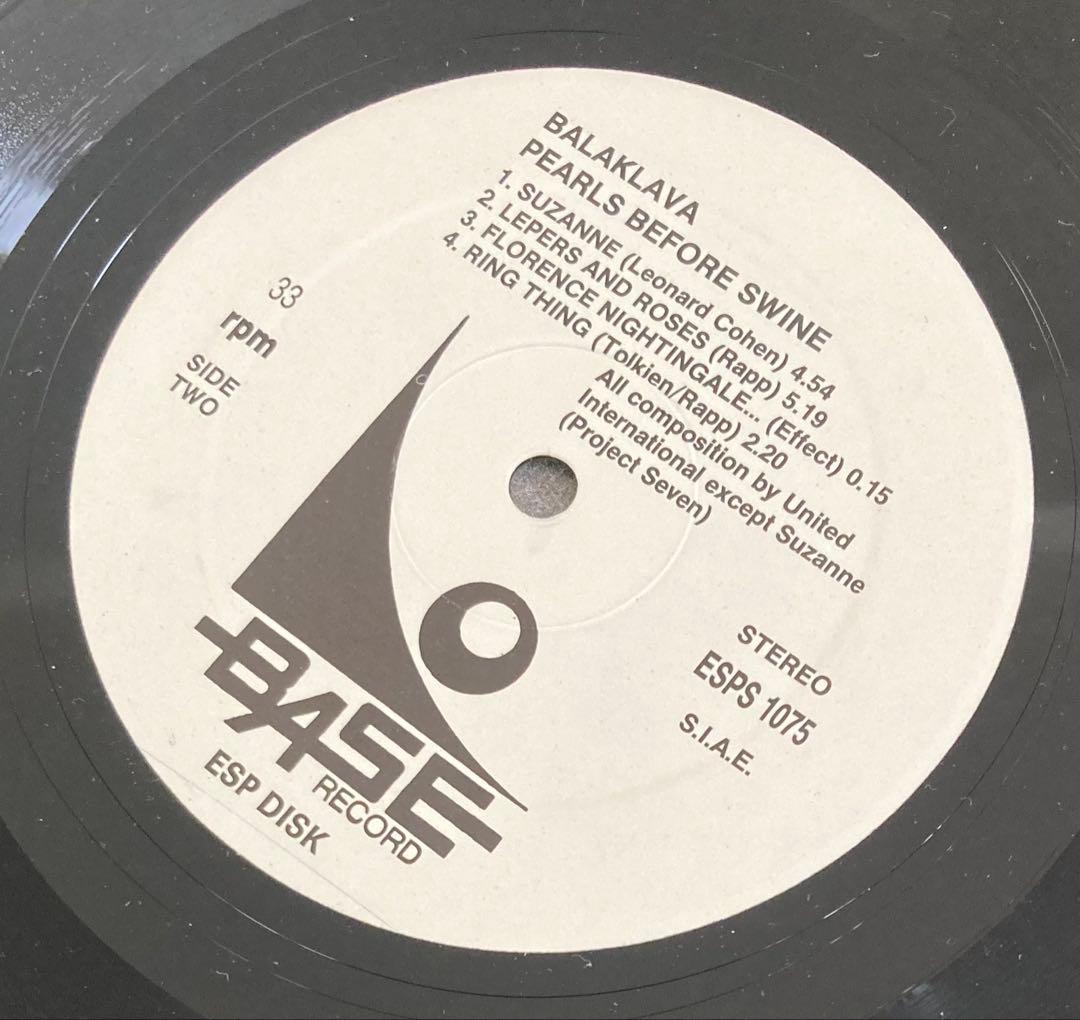 BALAKLAVA
PEARLS BEFORE SWINE
1. SUZANNE (Leonard Cohen) 4.54
2. LEPERS AND ROSES (Rapp) 5.19
3. FLORENCE NIGHTINGALE... (Effect) 0.15
4. RING THING (Tolkien/Rapp) 2.20
All composition by United
International except Suzanne
(Project Seven)
33
rpm
SIDE
TWO
STEREO
ESPS 1075
S.I.A.E.
BASE
RECORD
ESP DISK